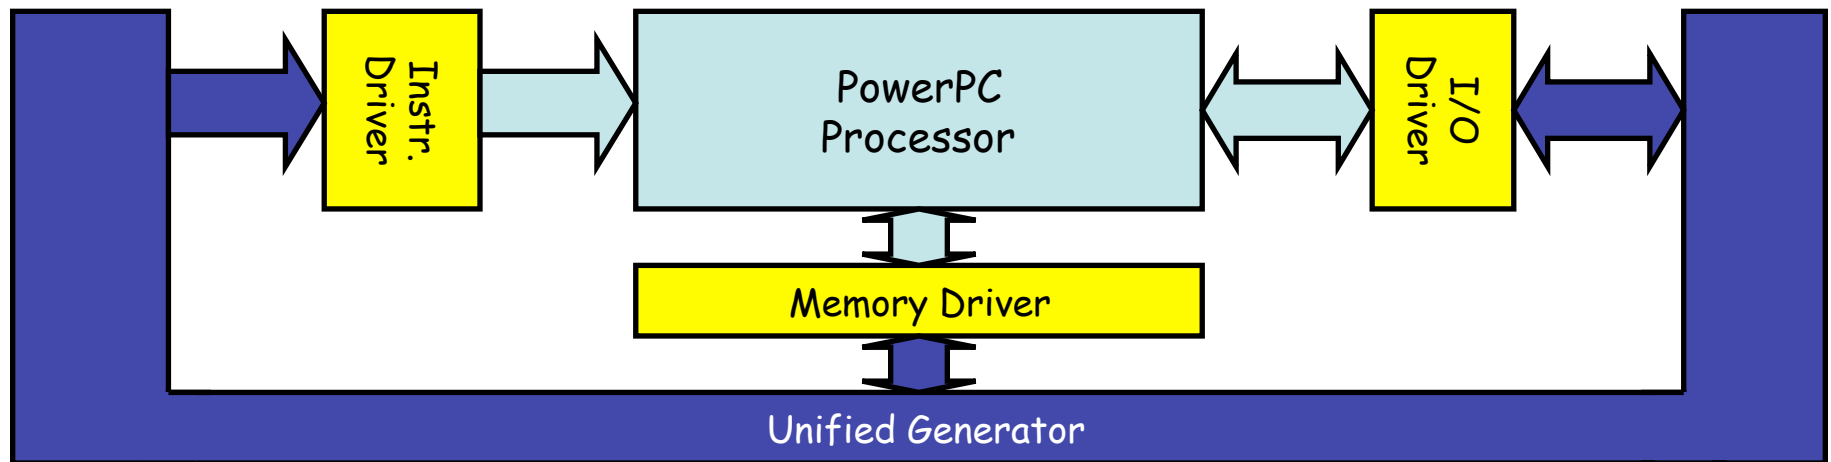 Instr.
Driver
PowerPC
Processor
I/O
Driver
Memory Driver
Unified Generator